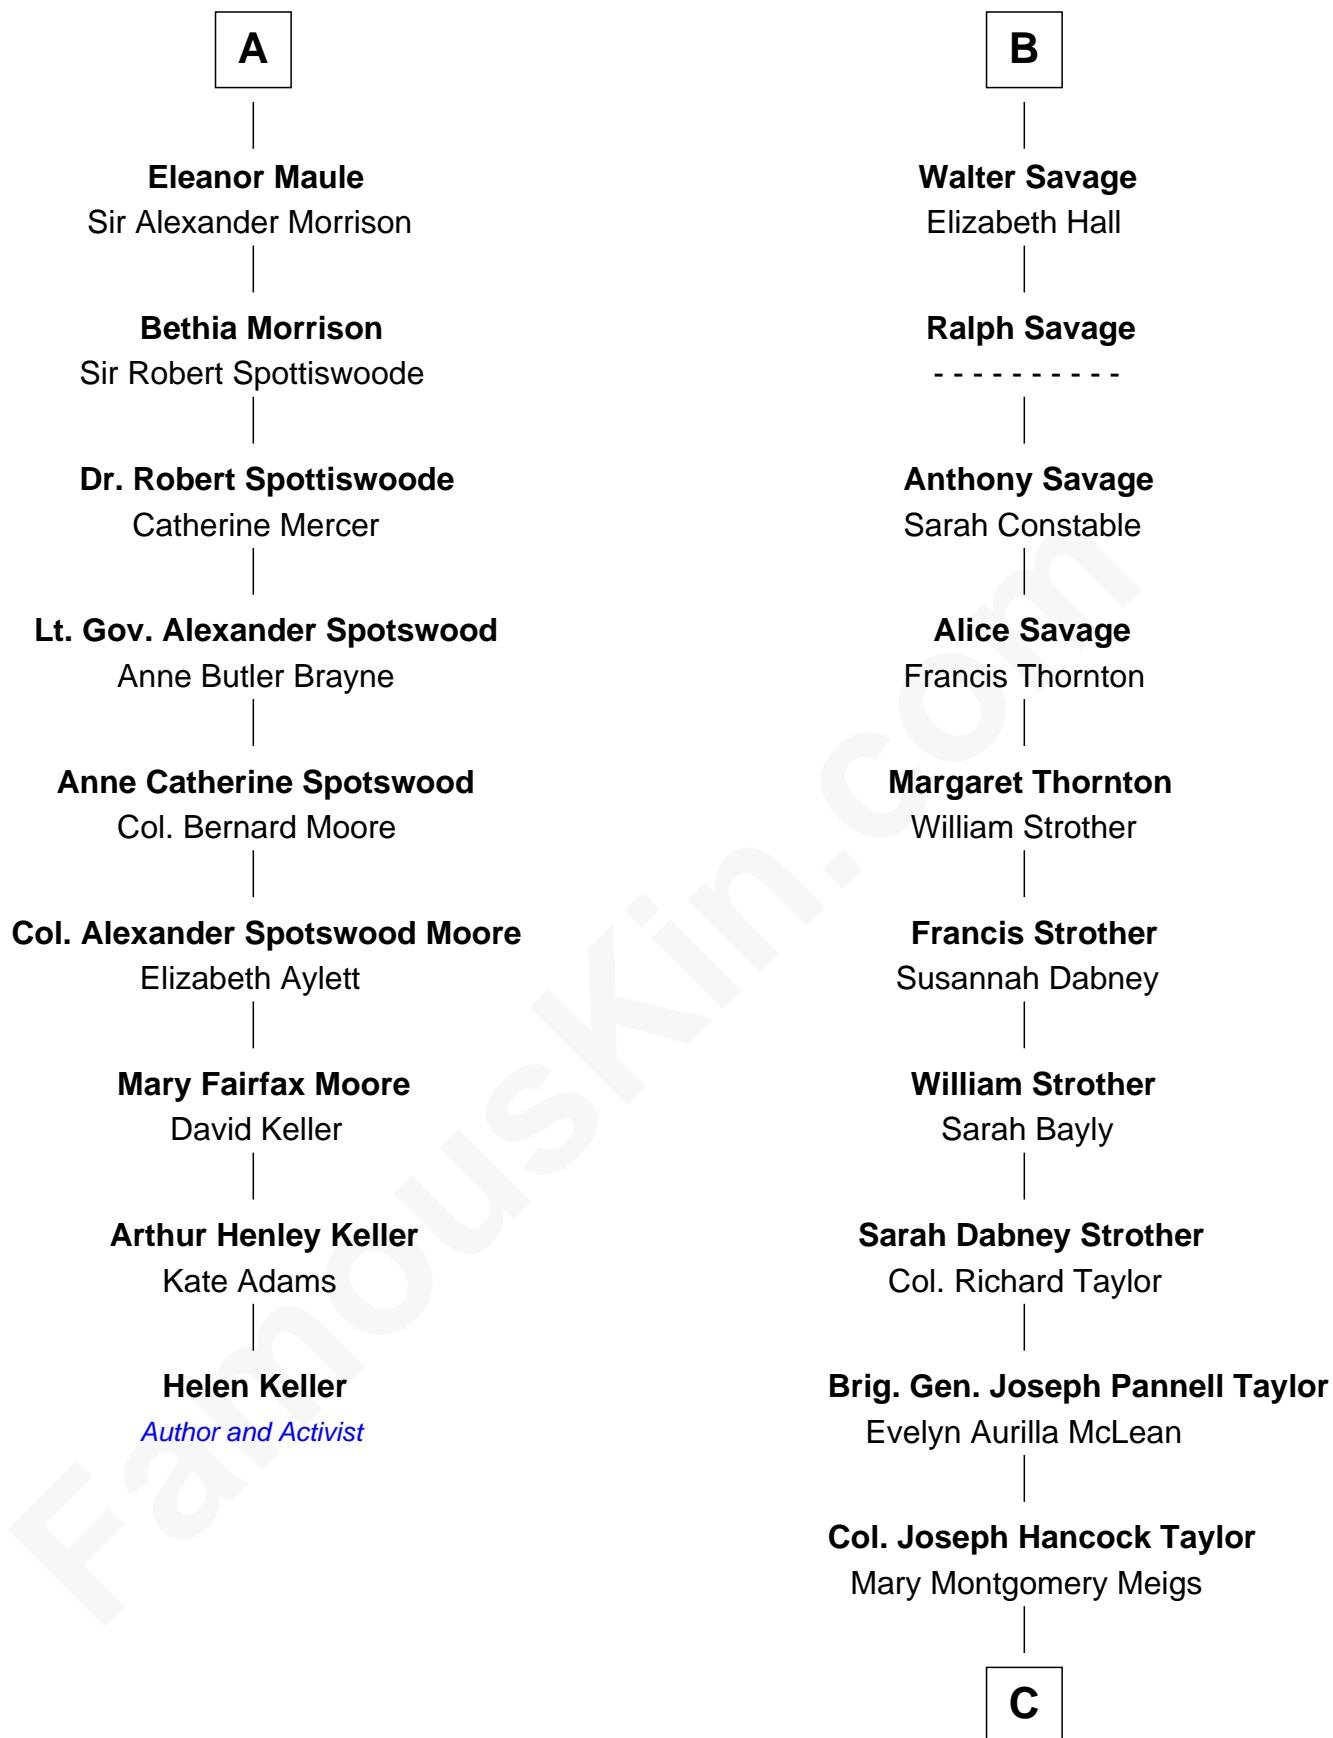 A
Eleanor Maule
Sir Alexander Morrison
Bethia Morrison
Sir Robert Spottiswoode
Dr. Robert Spottiswoode
Catherine Mercer
Lt. Gov. Alexander Spotswood
Anne Butler Brayne
Anne Catherine Spotswood
Col. Bernard Moore
Col. Alexander Spotswood Moore
Elizabeth Aylett
Mary Fairfax Moore
David Keller
Arthur Henley Keller
Kate Adams
Helen Keller
Author and Activist
B
Walter Savage
Elizabeth Hall
Ralph Savage
- - - - - - - - - -
Anthony Savage
Sarah Constable
Alice Savage
Francis Thornton
Margaret Thornton
William Strother
Francis Strother
Susannah Dabney
William Strother
Sarah Bayly
Sarah Dabney Strother
Col. Richard Taylor
Brig. Gen. Joseph Pannell Taylor
Evelyn Aurilla McLean
Col. Joseph Hancock Taylor
Mary Montgomery Meigs
C
FamousKin.com